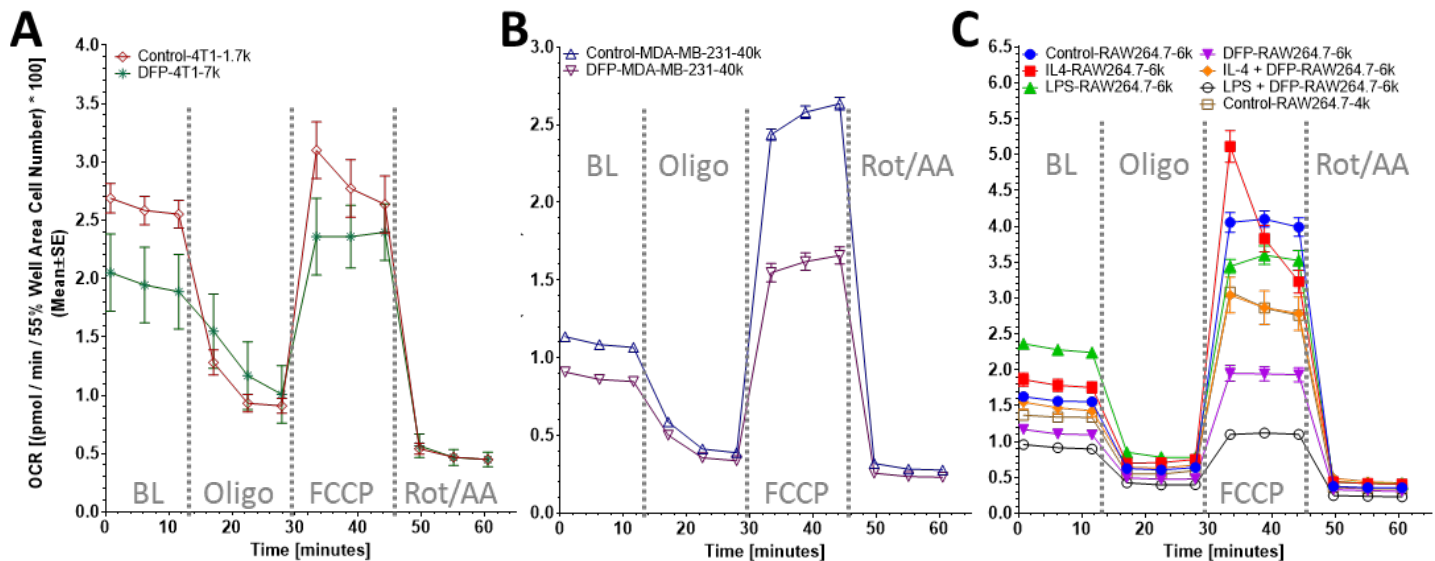 A
OCR [(pmol / min / 55% Well Area Cell Number) * 100]
(Mean±SE)
4.0
3.5
3.0
2.5
2.0
1.5
1.0
0.5
0.0
Control-4T1-1.7k
DFP-4T1-7k
BL
Oligo
FCCP
Rot/AA
0 10 20 30 40 50 60
Time [minutes]
B
3.0
2.5
2.0
1.5
1.0
0.5
0.0
Control-MDA-MB-231-40k
DFP-MDA-MB-231-40k
BL
Oligo
FCCP
Rot/AA
0 10 20 30 40 50 60
Time [minutes]
C
6.5
6.0
5.5
5.0
4.5
4.0
3.5
3.0
2.5
2.0
1.5
1.0
0.5
0.0
Control-RAW264.7-6k
IL4-RAW264.7-6k
LPS-RAW264.7-6k
DFP-RAW264.7-6k
IL-4 + DFP-RAW264.7-6k
LPS + DFP-RAW264.7-6k
Control-RAW264.7-4k
BL
Oligo
FCCP
Rot/AA
0 10 20 30 40 50 60
Time [minutes]